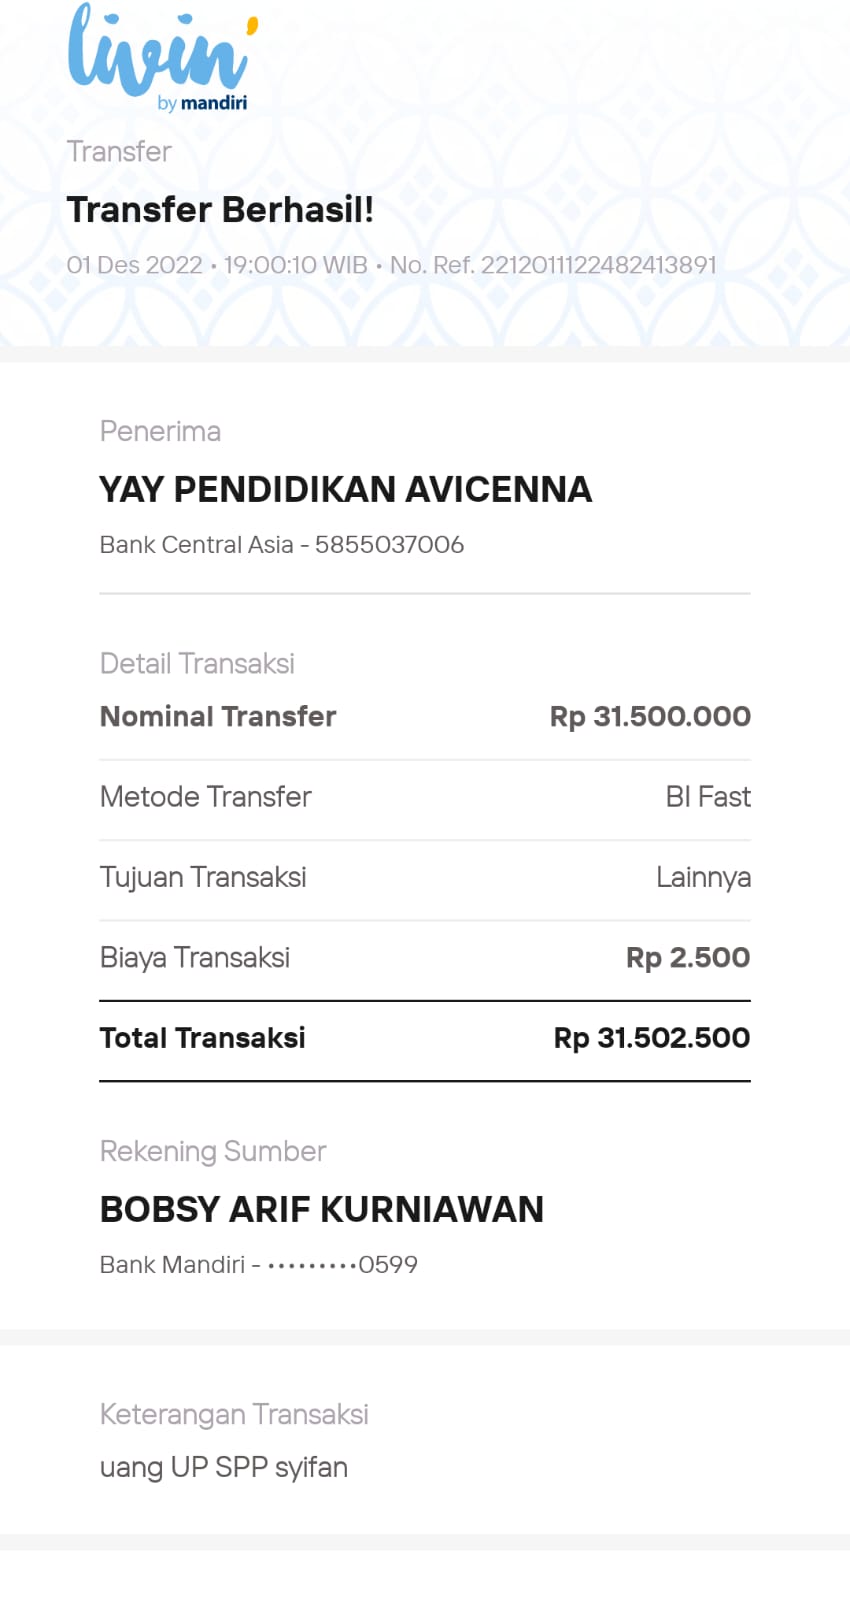 livin'
by mandiri
Transfer
Transfer Berhasil!
01 Des 2022 • 19:00:10 WIB • No. Ref. 2212011122482413891
Penerima
YAY PENDIDIKAN AVICENNA
Bank Central Asia - 5855037006
Detail Transaksi
Nominal Transfer Rp 31.500.000
Metode Transfer BI Fast
Tujuan Transaksi Lainnya
Biaya Transaksi Rp 2.500
Total Transaksi Rp 31.502.500
Rekening Sumber
BOBSY ARIF KURNIAWAN
Bank Mandiri - •••••••••0599
Keterangan Transaksi
uang UP SPP syifan